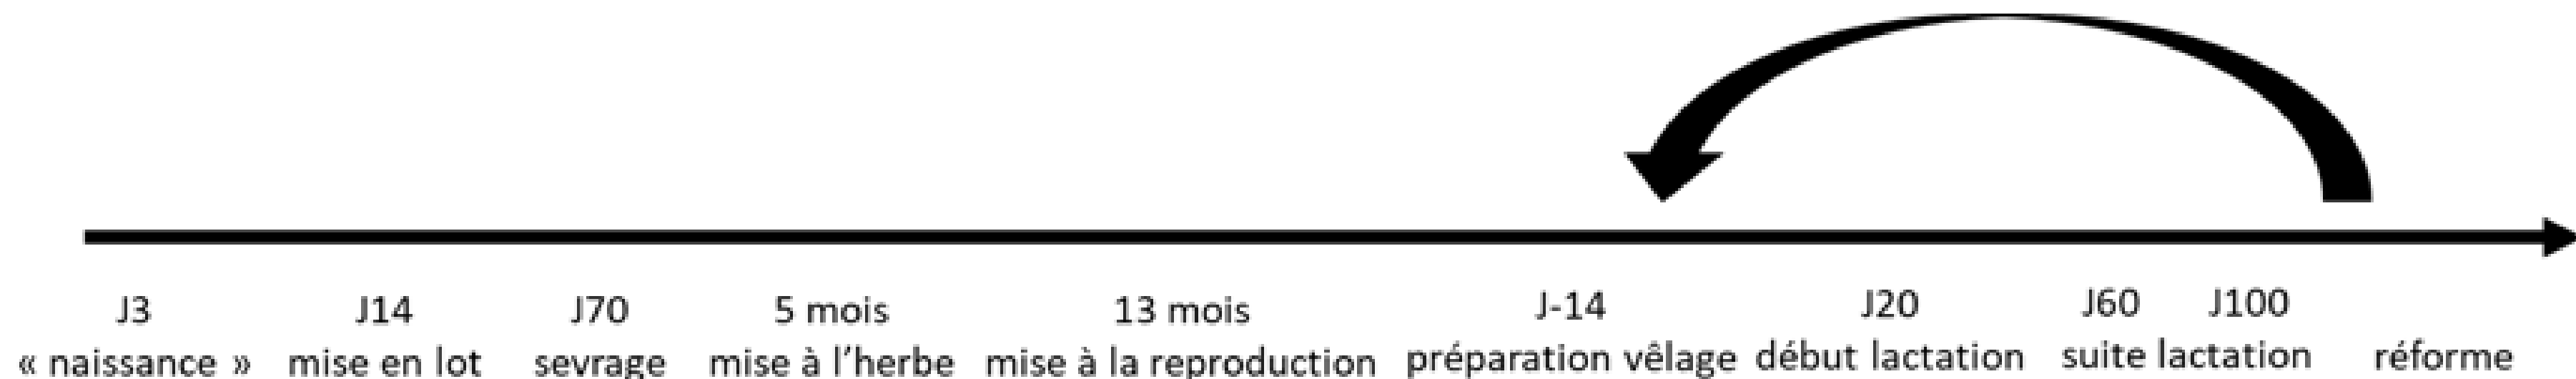 J3 J14 J70 5 mois 13 mois J-14 J20 J60 J100
« naissance » mise en lot sevrage mise à l'herbe mise à la reproduction préparation vêlage début lactation suite lactation réforme